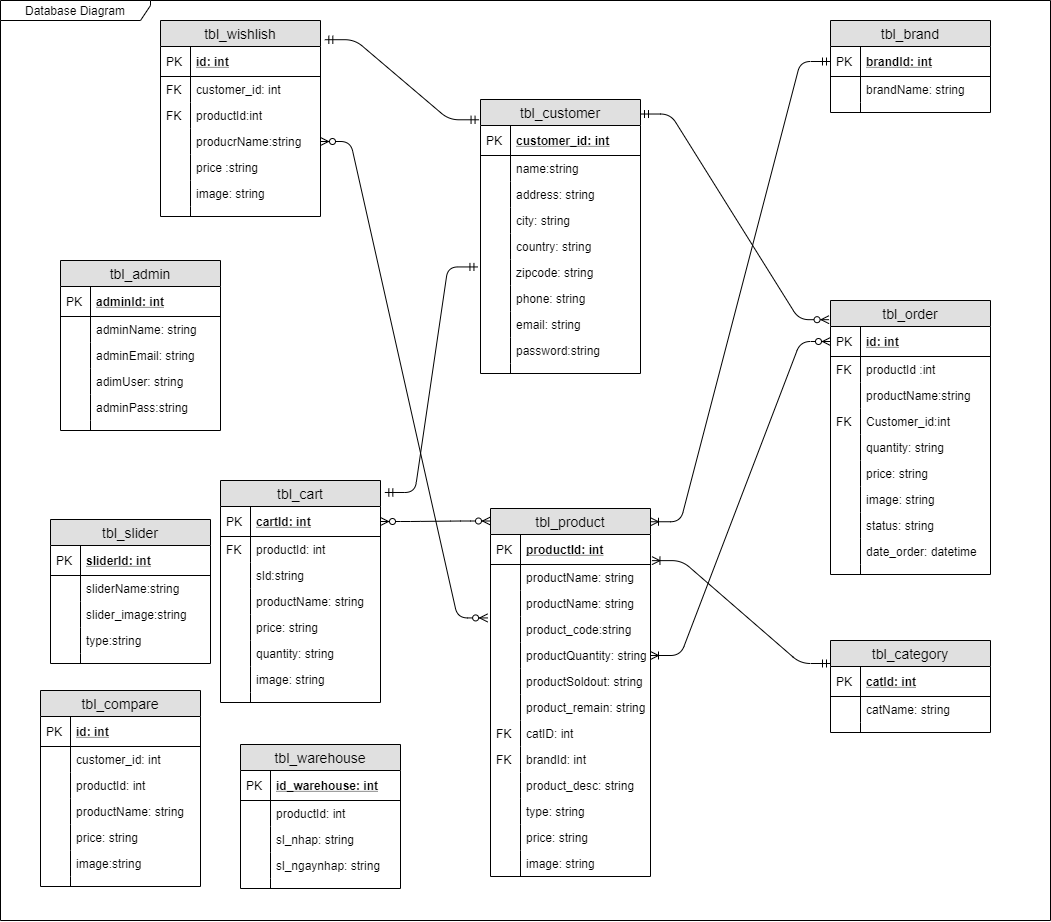 Database Diagram
tbl_wishlish
PK id: int
FK customer_id: int
FK productId:int
producrName:string
price :string
image: string
tbl_customer
PK customer_id: int
name:string
address: string
city: string
country: string
zipcode: string
phone: string
email: string
password:string
tbl_brand
PK brandId: int
brandName: string
tbl_admin
PK adminId: int
adminName: string
adminEmail: string
adimUser: string
adminPass:string
tbl_order
PK id: int
FK productId :int
productName:string
FK Customer_id:int
quantity: string
price: string
image: string
status: string
date_order: datetime
tbl_cart
PK cartId: int
FK productId: int
sId:string
productName: string
price: string
quantity: string
image: string
tbl_slider
PK sliderId: int
sliderName:string
slider_image:string
type:string
tbl_product
PK productId: int
productName: string
productName: string
product_code:string
productQuantity: string
productSoldout: string
product_remain: string
FK catID: int
FK brandId: int
product_desc: string
type: string
price: string
image: string
tbl_category
PK catId: int
catName: string
tbl_compare
PK id: int
customer_id: int
productId: int
productName: string
price: string
image:string
tbl_warehouse
PK id_warehouse: int
productId: int
sl_nhap: string
sl_ngaynhap: string